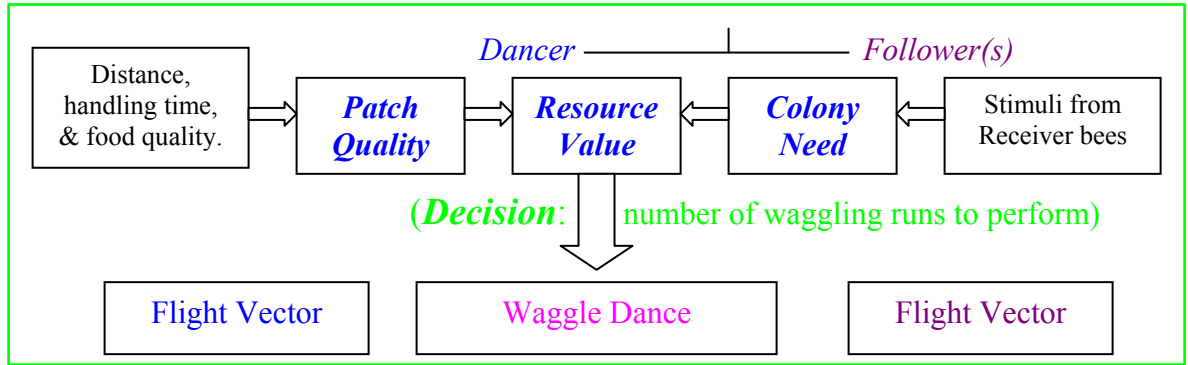 Dancer
Follower(s)
Distance,
handling time,
& food quality.
Patch
Quality
Resource
Value
Colony
Need
Stimuli from
Receiver bees
(Decision: number of waggling runs to perform)
Flight Vector
Waggle Dance
Flight Vector